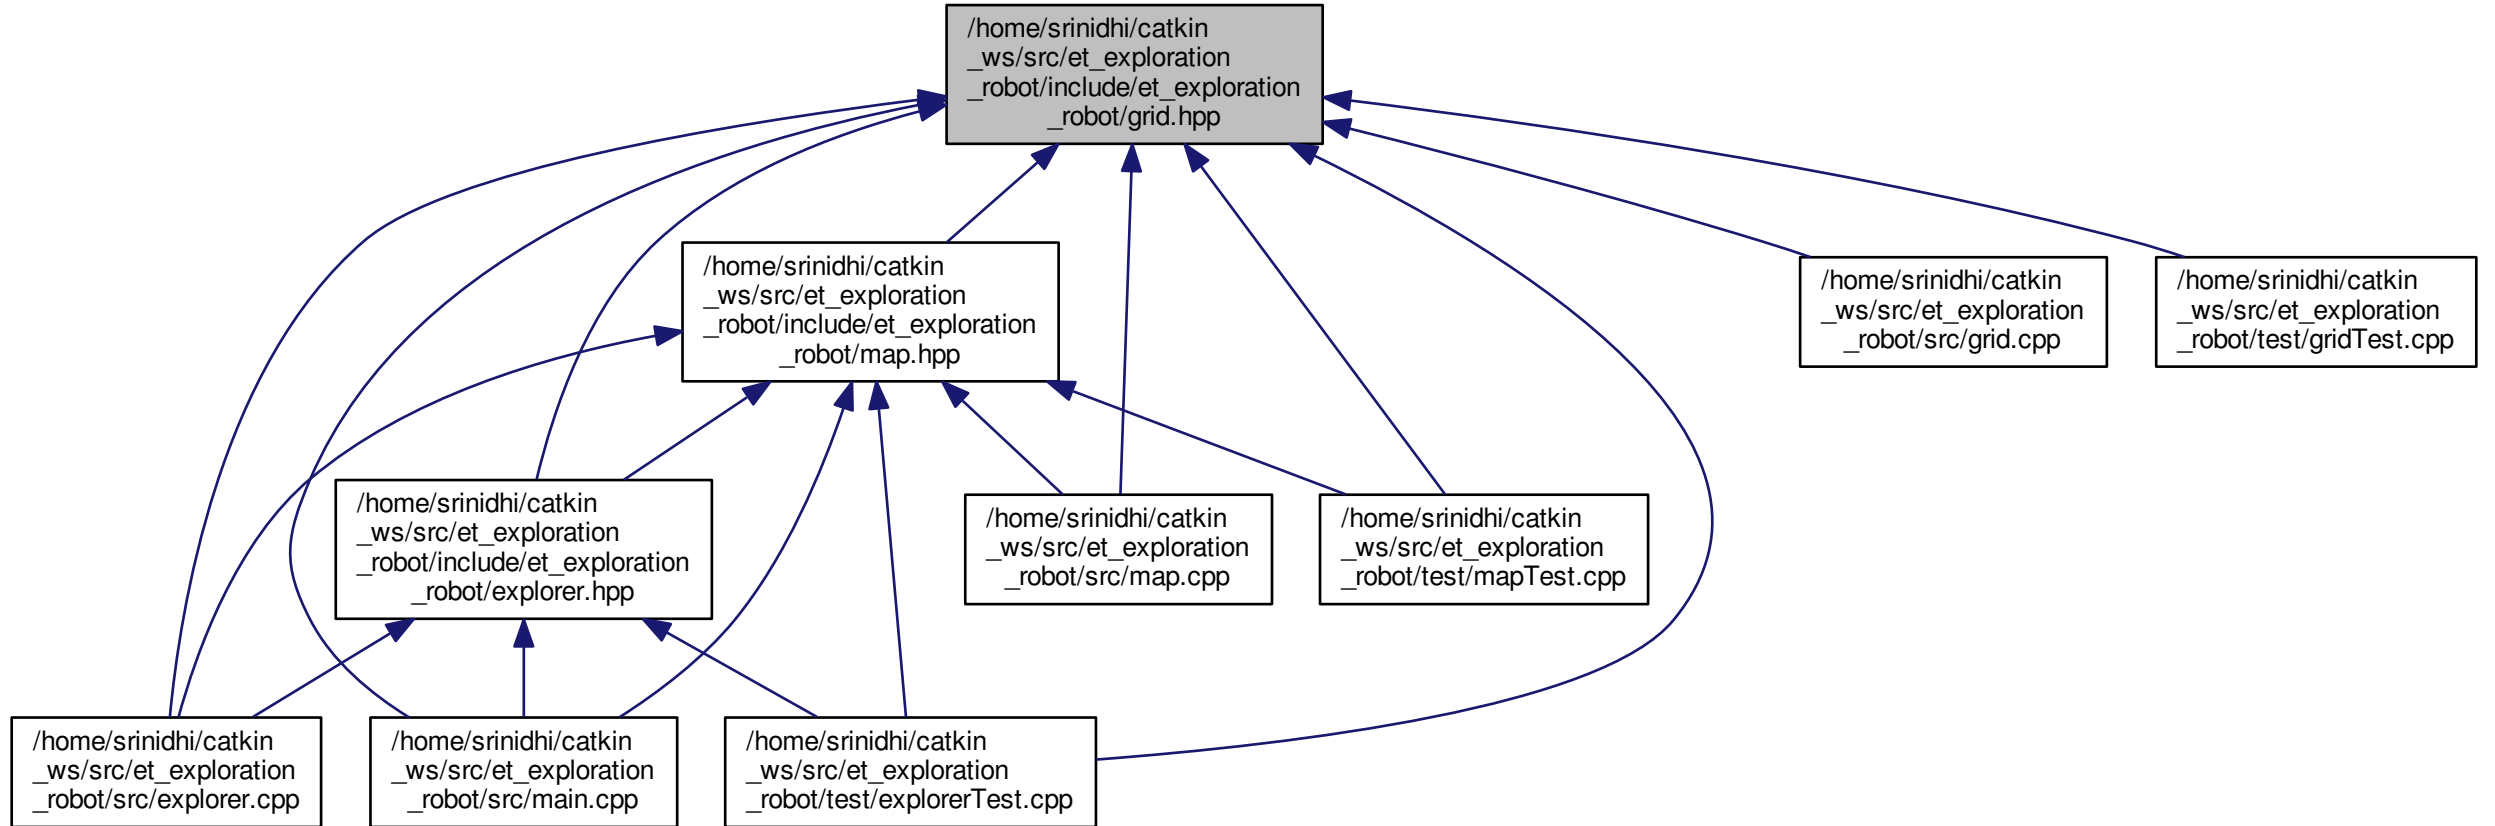 /home/srinidhi/catkin
_ws/src/et_exploration
_robot/include/et_exploration
_robot/grid.hpp
/home/srinidhi/catkin
_ws/src/et_exploration
_robot/include/et_exploration
_robot/map.hpp
/home/srinidhi/catkin
_ws/src/et_exploration
_robot/src/grid.cpp
/home/srinidhi/catkin
_ws/src/et_exploration
_robot/test/gridTest.cpp
/home/srinidhi/catkin
_ws/src/et_exploration
_robot/include/et_exploration
_robot/explorer.hpp
/home/srinidhi/catkin
_ws/src/et_exploration
_robot/src/map.cpp
/home/srinidhi/catkin
_ws/src/et_exploration
_robot/test/mapTest.cpp
/home/srinidhi/catkin
_ws/src/et_exploration
_robot/src/explorer.cpp
/home/srinidhi/catkin
_ws/src/et_exploration
_robot/src/main.cpp
/home/srinidhi/catkin
_ws/src/et_exploration
_robot/test/explorerTest.cpp